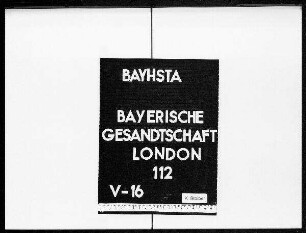 BAYHSTA
BAYERISCHE
GESANDTSCHAFT
LONDON
112
V-16